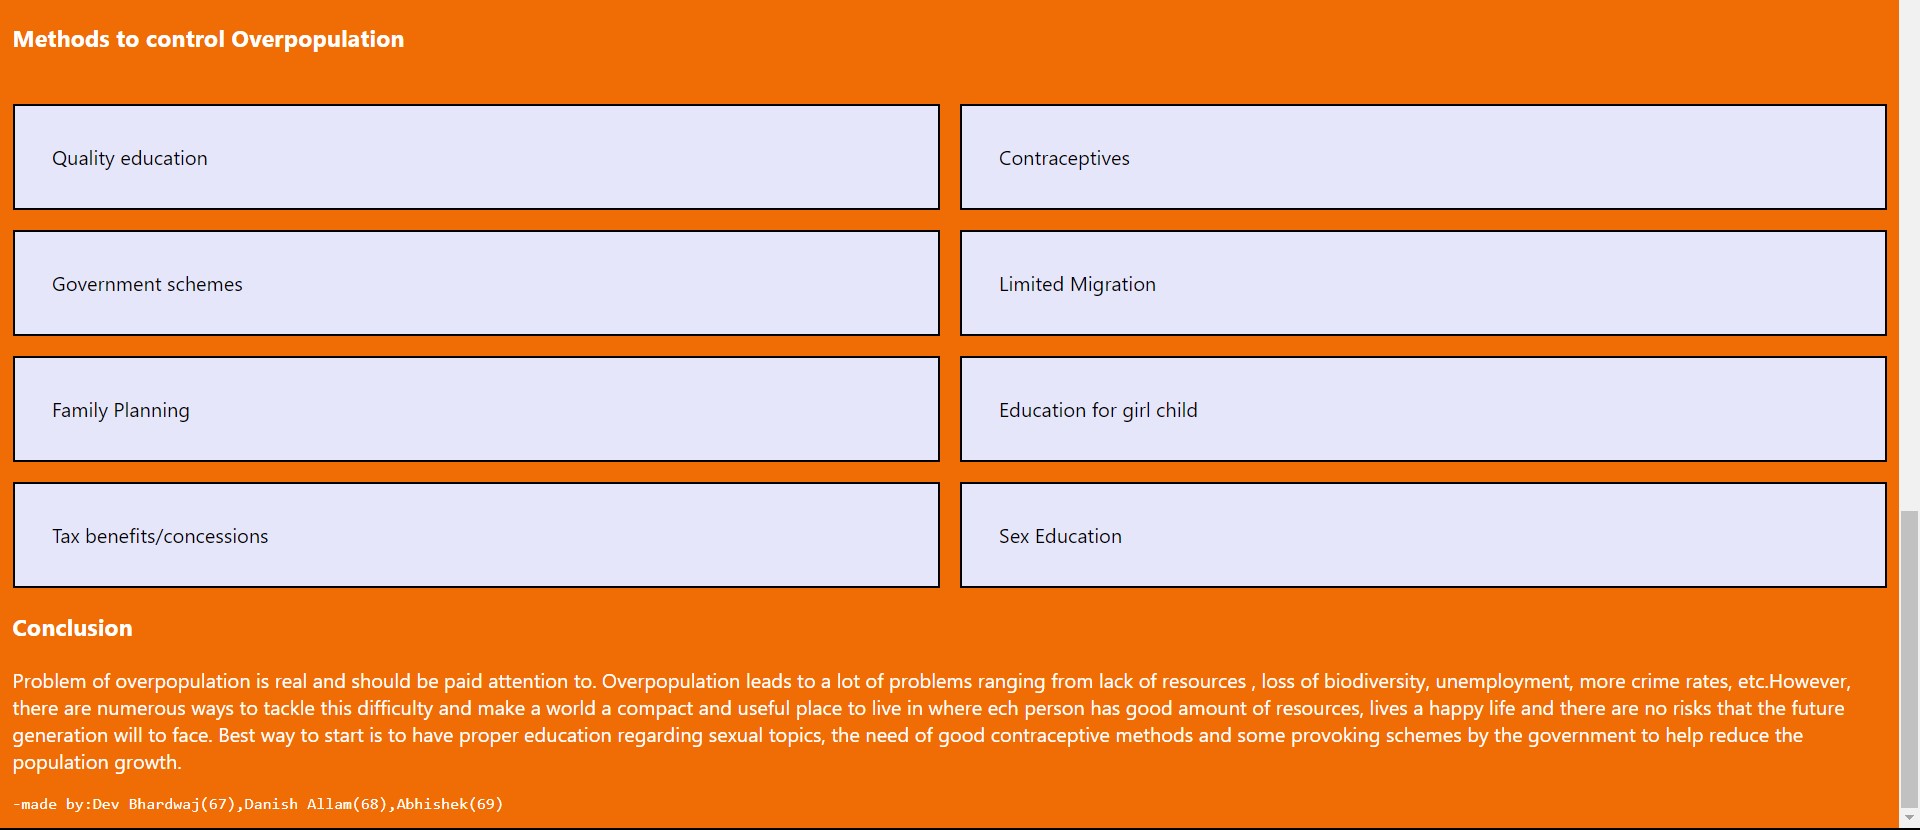 Methods to control Overpopulation
Quality education
Contraceptives
Government schemes
Limited Migration
Family Planning
Education for girl child
Tax benefits/concessions
Sex Education
Conclusion
Problem of overpopulation is real and should be paid attention to. Overpopulation leads to a lot of problems ranging from lack of resources , loss of biodiversity, unemployment, more crime rates, etc.However,
there are numerous ways to tackle this difficulty and make a world a compact and useful place to live in where ech person has good amount of resources, lives a happy life and there are no risks that the future
generation will to face. Best way to start is to have proper education regarding sexual topics, the need of good contraceptive methods and some provoking schemes by the government to help reduce the
population growth.
-made by:Dev Bhardwaj(67),Danish Allam(68),Abhishek(69)